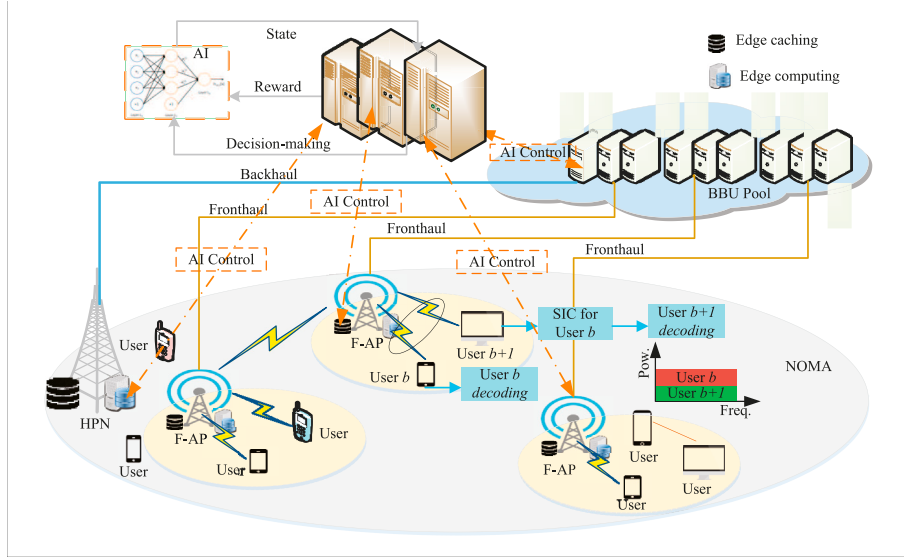 State
AI
Edge caching
Edge computing
Reward
Decision-making
AI Control
BBU Pool
Backhaul
AI Control
Fronthaul
Fronthaul
Fronthaul
AI Control
AI Control
User
F-AP
User b+1
SIC for
User b
User b+1
decoding
User b
User b
decoding
Pow.
User b
User b+1
Freq.
NOMA
HPN
F-AP
User
User
User
F-AP
User
User
User